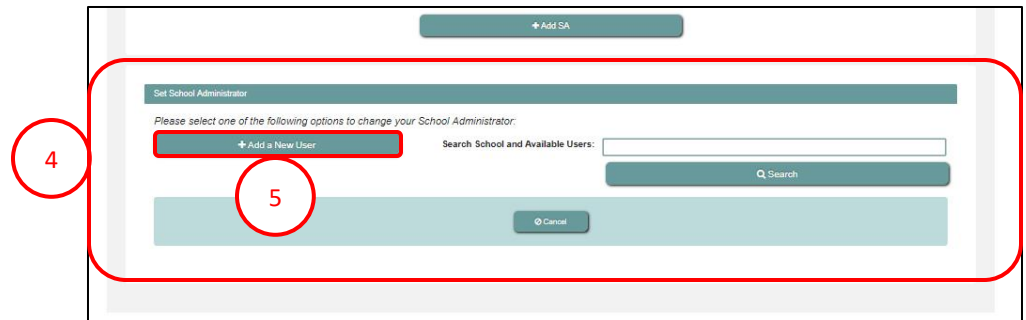 + Add SA
Set School Administrator
Please select one of the following options to change your School Administrator:
4
+ Add a New User
Search School and Available Users:
Search
5
Cancel